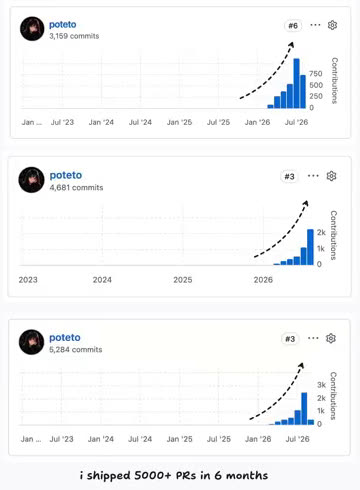 poteto
#6 ...
3,159 commits
Contributions
750
500
250
0
Jan ... Jul '23 Jan '24 Jul '24 Jan '25 Jul '25 Jan '26 Jul '26
poteto
#3 ...
4,681 commits
Contributions
2k
1k
0
2023 2024 2025 2026
poteto
#3 ...
5,284 commits
Contributions
3k
2k
1k
0
Jan ... Jul '23 Jan '24 Jul '24 Jan '25 Jul '25 Jan '26 Jul '26
i shipped 5000+ PRs in 6 months